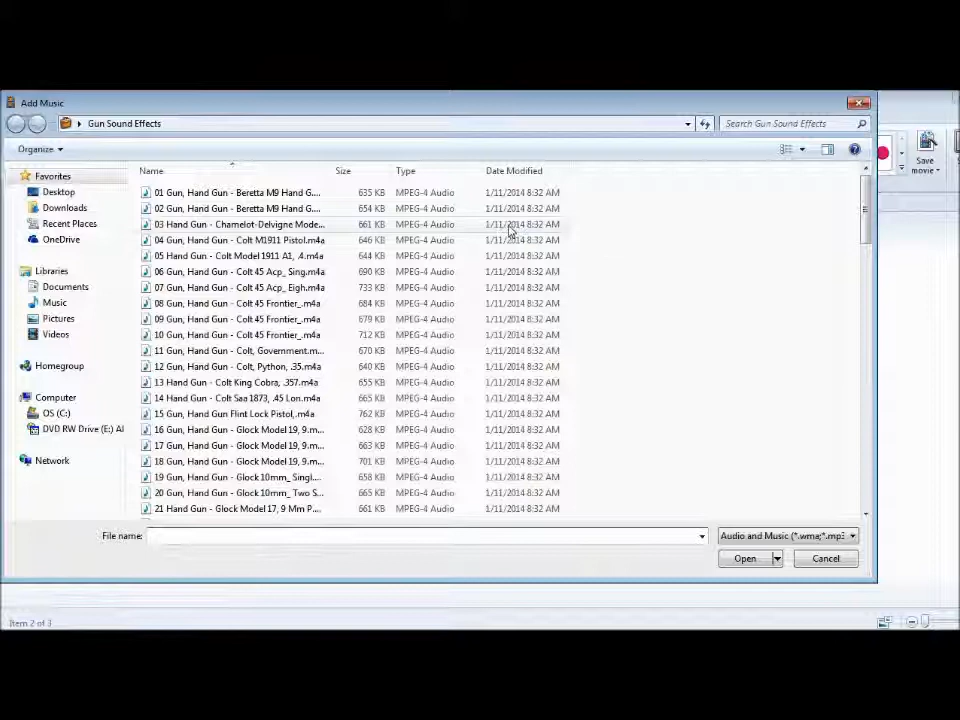 Add Music
Gun Sound Effects
Search Gun Sound Effects
Organize
Save
movie
Name Size Type Date Modified
Favorites
Desktop
Downloads
Recent Places
OneDrive
Libraries
Documents
Music
Pictures
Videos
Homegroup
Computer
OS (C:)
DVD RW Drive (E:) Al
Network
01 Gun, Hand Gun - Beretta M9 Hand G.... 635 KB MPEG-4 Audio 1/11/2014 8:32 AM
02 Gun, Hand Gun - Beretta M9 Hand G.... 654 KB MPEG-4 Audio 1/11/2014 8:32 AM
03 Hand Gun - Chamelot-Delvigne Mode... 661 KB MPEG-4 Audio 1/11/2014 8:32 AM
04 Gun, Hand Gun - Colt M1911 Pistol.m4a 646 KB MPEG-4 Audio 1/11/2014 8:32 AM
05 Hand Gun - Colt Model 1911 A1, .4.m4a 644 KB MPEG-4 Audio 1/11/2014 8:32 AM
06 Gun, Hand Gun - Colt 45 Acp_ Sing.m4a 690 KB MPEG-4 Audio 1/11/2014 8:32 AM
07 Gun, Hand Gun - Colt 45 Acp_ Eigh.m4a 733 KB MPEG-4 Audio 1/11/2014 8:32 AM
08 Gun, Hand Gun - Colt 45 Frontier_.m4a 684 KB MPEG-4 Audio 1/11/2014 8:32 AM
09 Gun, Hand Gun - Colt 45 Frontier_.m4a 679 KB MPEG-4 Audio 1/11/2014 8:32 AM
10 Gun, Hand Gun - Colt 45 Frontier_.m4a 712 KB MPEG-4 Audio 1/11/2014 8:32 AM
11 Gun, Hand Gun - Colt, Government.m... 670 KB MPEG-4 Audio 1/11/2014 8:32 AM
12 Gun, Hand Gun - Colt, Python, .35.m4a 640 KB MPEG-4 Audio 1/11/2014 8:32 AM
13 Hand Gun - Colt King Cobra, .357.m4a 655 KB MPEG-4 Audio 1/11/2014 8:32 AM
14 Hand Gun - Colt Saa 1873, .45 Lon.m4a 665 KB MPEG-4 Audio 1/11/2014 8:32 AM
15 Gun, Hand Gun Flint Lock Pistol,.m4a 762 KB MPEG-4 Audio 1/11/2014 8:32 AM
16 Gun, Hand Gun - Glock Model 19, 9.m... 628 KB MPEG-4 Audio 1/11/2014 8:32 AM
17 Gun, Hand Gun - Glock Model 19, 9.m... 663 KB MPEG-4 Audio 1/11/2014 8:32 AM
18 Gun, Hand Gun - Glock Model 19, 9.m... 701 KB MPEG-4 Audio 1/11/2014 8:32 AM
19 Gun, Hand Gun - Glock 10mm_ Singl.... 658 KB MPEG-4 Audio 1/11/2014 8:32 AM
20 Gun, Hand Gun - Glock 10mm_ Two S... 665 KB MPEG-4 Audio 1/11/2014 8:32 AM
21 Hand Gun - Glock Model 17, 9 Mm P.... 661 KB MPEG-4 Audio 1/11/2014 8:32 AM
File name: Audio and Music (*.wma;*.mp3
Open Cancel
Item 2 of 3